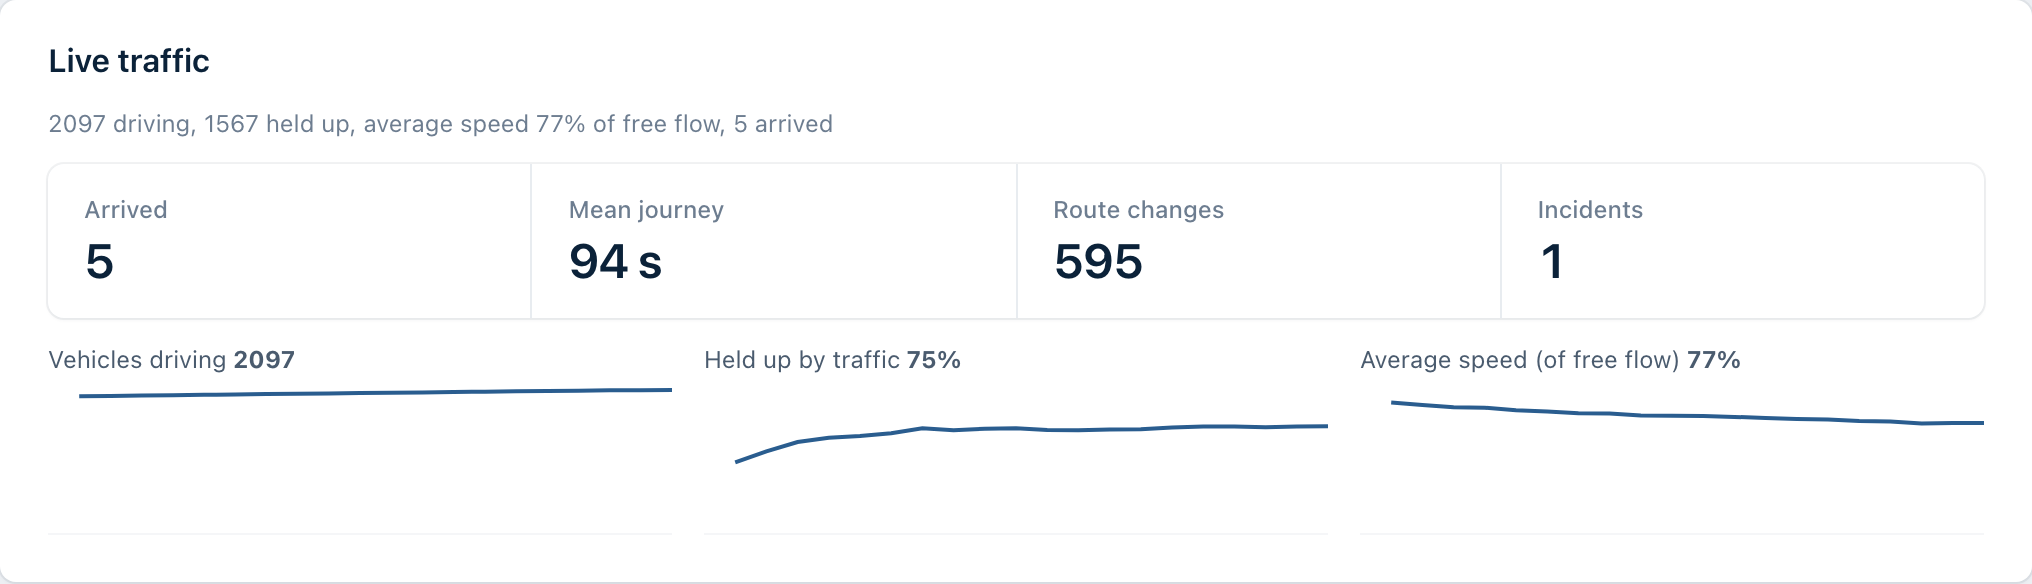 Live traffic
2097 driving, 1567 held up, average speed 77% of free flow, 5 arrived
Arrived
5
Mean journey
94 s
Route changes
595
Incidents
1
Vehicles driving 2097
Held up by traffic 75%
Average speed (of free flow) 77%